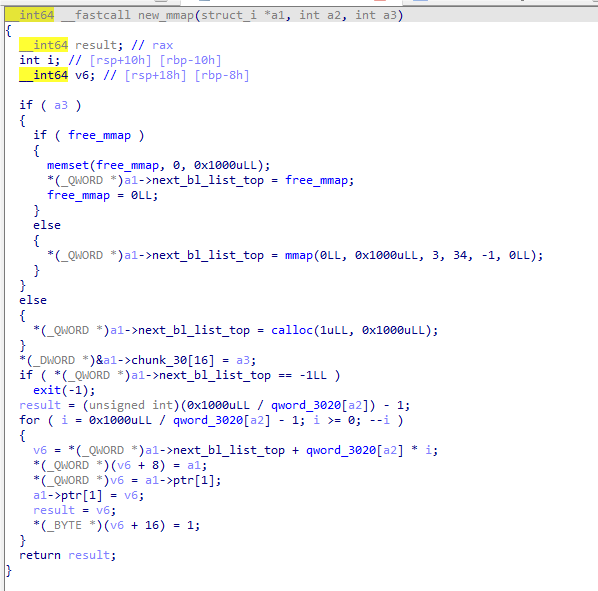 __int64 __fastcall new_mmap(struct_i *a1, int a2, int a3)
{
  __int64 result; // rax
  int i; // [rsp+10h] [rbp-10h]
  __int64 v6; // [rsp+18h] [rbp-8h]

  if ( a3 )
  {
    if ( free_mmap )
    {
      memset(free_mmap, 0, 0x1000uLL);
      *(_QWORD *)a1->next_bl_list_top = free_mmap;
      free_mmap = 0LL;
    }
    else
    {
      *(_QWORD *)a1->next_bl_list_top = mmap(0LL, 0x1000uLL, 3, 34, -1, 0LL);
    }
  }
  else
  {
    *(_QWORD *)a1->next_bl_list_top = calloc(1uLL, 0x1000uLL);
  }
  *(_DWORD *)&a1->chunk_30[16] = a3;
  if ( *(_QWORD *)a1->next_bl_list_top == -1LL )
    exit(-1);
  result = (unsigned int)(0x1000uLL / qword_3020[a2]) - 1;
  for ( i = 0x1000uLL / qword_3020[a2] - 1; i >= 0; --i )
  {
    v6 = *(_QWORD *)a1->next_bl_list_top + qword_3020[a2] * i;
    *(_QWORD *)(v6 + 8) = a1;
    *(_QWORD *)v6 = a1->ptr[1];
    a1->ptr[1] = v6;
    result = v6;
    *(_BYTE *)(v6 + 16) = 1;
  }
  return result;
}